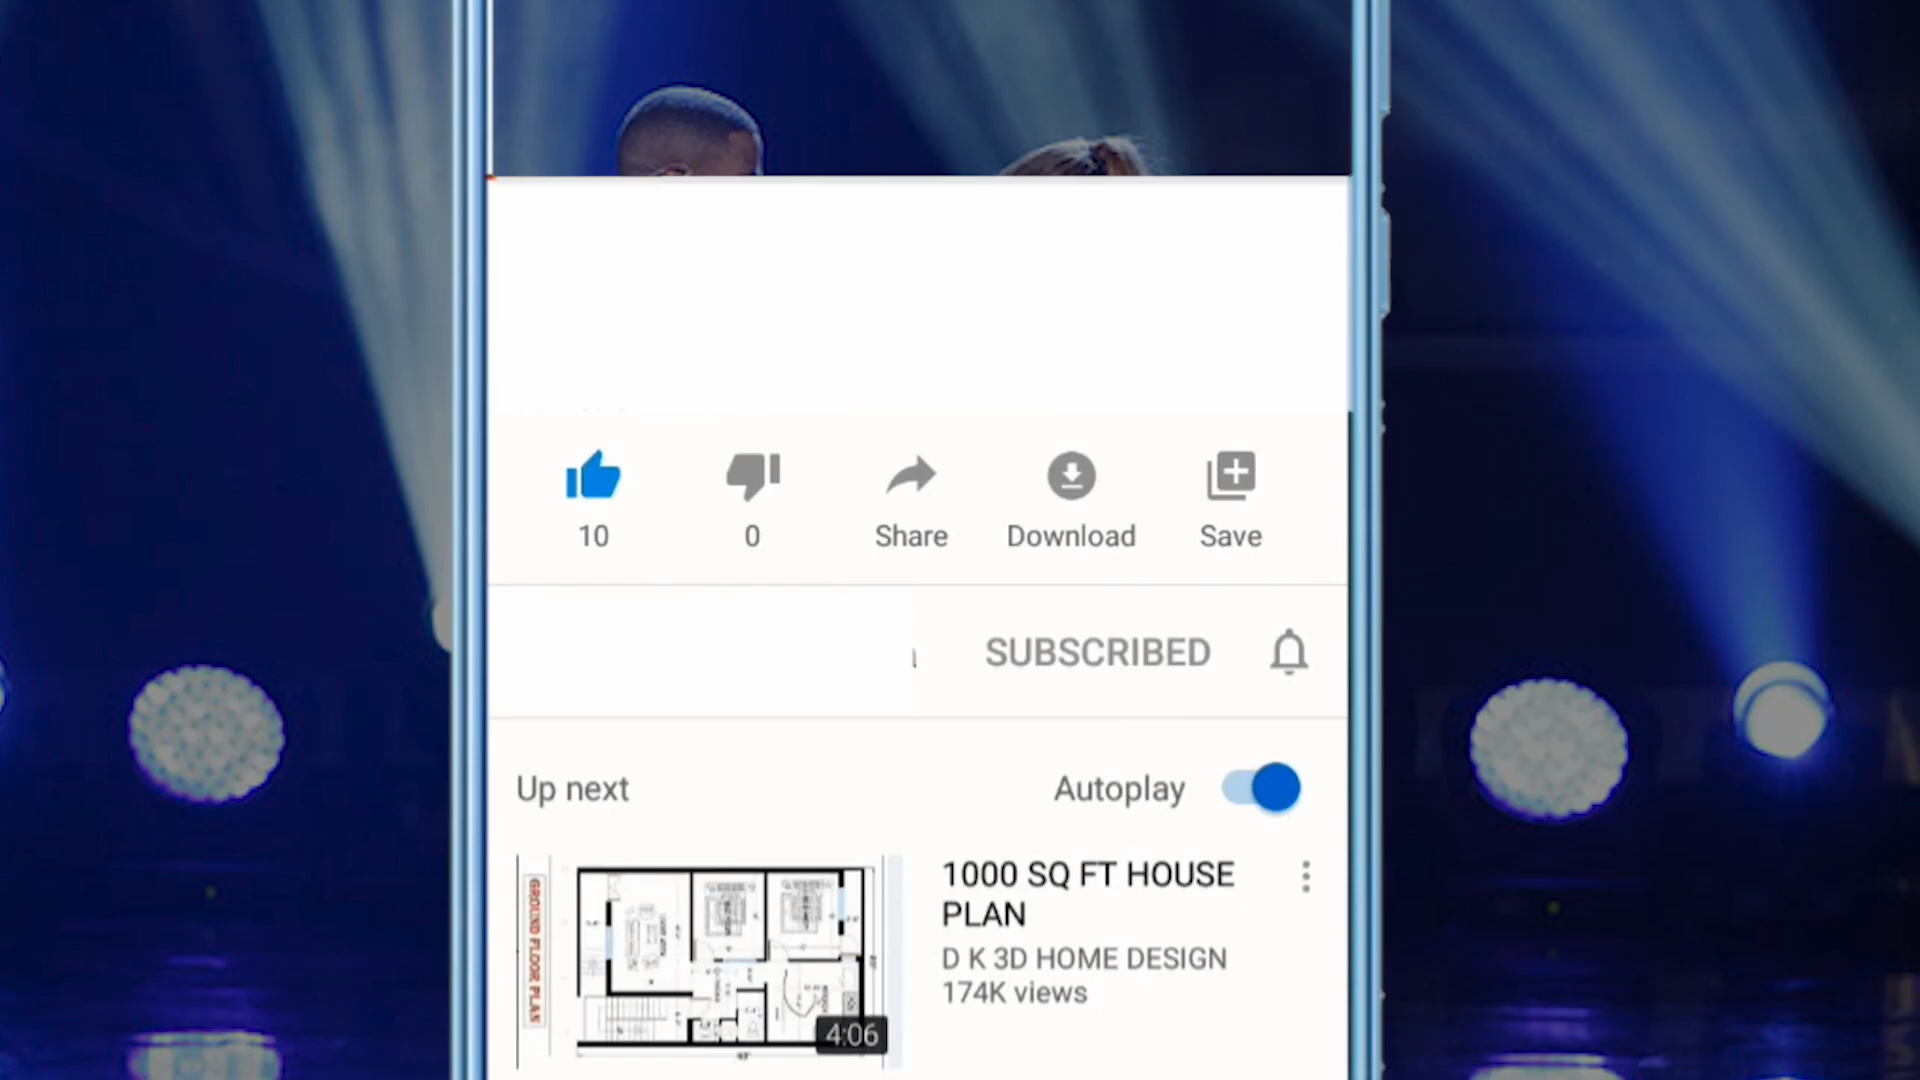 10
0
Share
Download
Save
SUBSCRIBED
Up next
Autoplay
1000 SQ FT HOUSE
PLAN
D K 3D HOME DESIGN
174K views
GROUND FLOOR PLAN
4:06